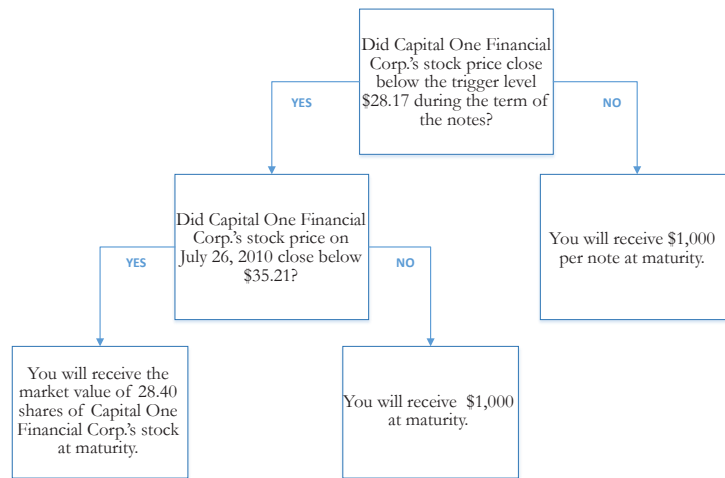 Did Capital One Financial
Corp.'s stock price close
below the trigger level
$28.17 during the term of
the notes?
YES
NO
Did Capital One Financial
Corp.'s stock price on
July 26, 2010 close below
$35.21?
You will receive $1,000
per note at maturity.
YES
NO
You will receive the
market value of 28.40
shares of Capital One
Financial Corp.'s stock
at maturity.
You will receive $1,000
at maturity.